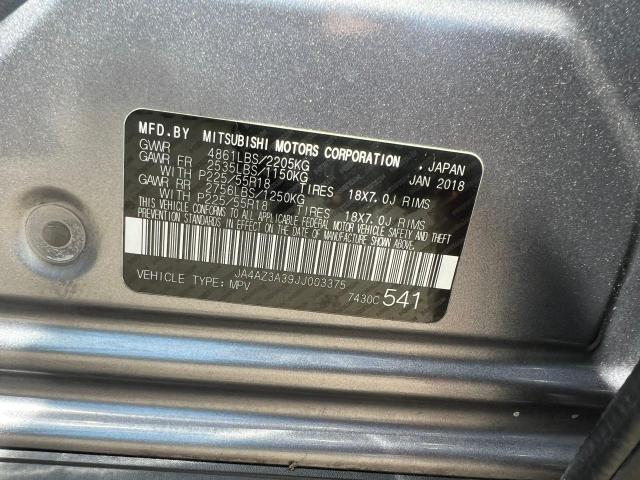 MFD.BY MITSUBISHI MOTORS CORPORATION , JAPAN
GVWR 4861LBS/2205KG JAN 2018
GAWR FR 2535LBS/1150KG
WITH P225/55R18 TIRES 18X7.0J RIMS
GAWR RR 2756LBS/1250KG
WITH P225/55R18 TIRES 18X7.0J RIMS
THIS VEHICLE CONFORMS TO ALL APPLICABLE FEDERAL MOTOR VEHICLE SAFETY AND THEFT
PREVENTION STANDARDS IN EFFECT ON THE DATE OF MANUFACTURE SHOWN ABOVE.
JA4AZ3A39JJ003375
VEHICLE TYPE: MPV 7430C 541